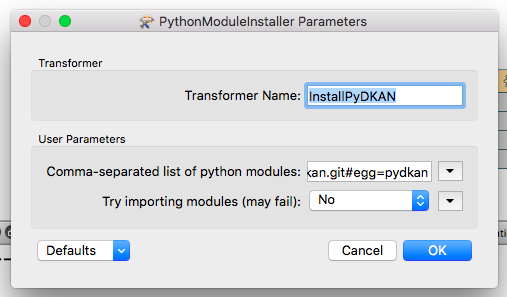 PythonModuleInstaller Parameters
Transformer
Transformer Name: InstallPyDKAN
User Parameters
Comma-separated list of python modules: kan.git#egg=pydkan
Try importing modules (may fail): No
Defaults Cancel OK